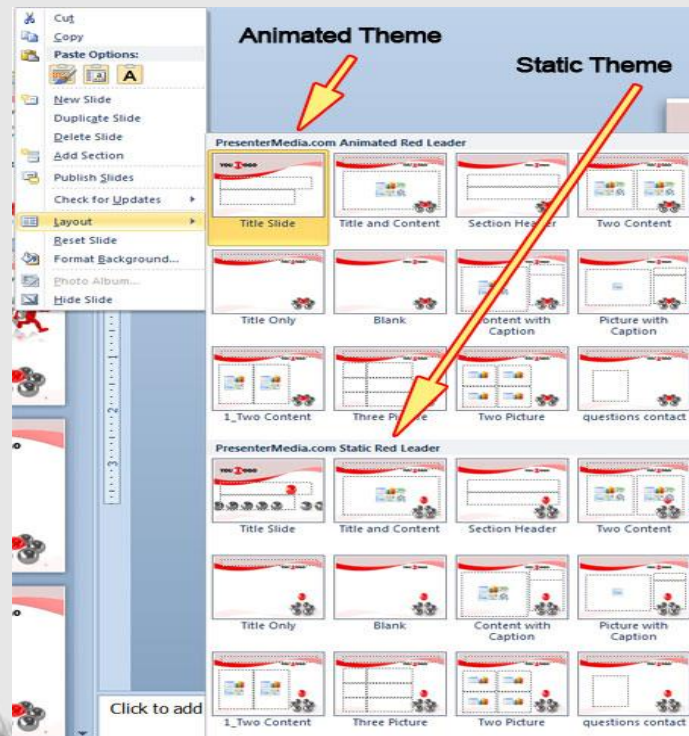 Animated Theme
Static Theme
Cut
Copy
Paste Options:
A
New Slide
Duplicate Slide
Delete Slide
Add Section
Publish Slides
Check for Updates
Layout
Reset Slide
Format Background...
Photo Album...
Hide Slide
PresenterMedia.com Animated Red Leader
Title Slide
Title and Content
Section Header
Two Content
Title Only
Blank
Content with
Caption
Picture with
Caption
1_Two Content
Three Picture
Two Picture
questions contact
PresenterMedia.com Static Red Leader
Title Slide
Title and Content
Section Header
Two Content
Title Only
Blank
Content with
Caption
Picture with
Caption
1_Two Content
Three Picture
Two Picture
questions contact
2
3
Click to add